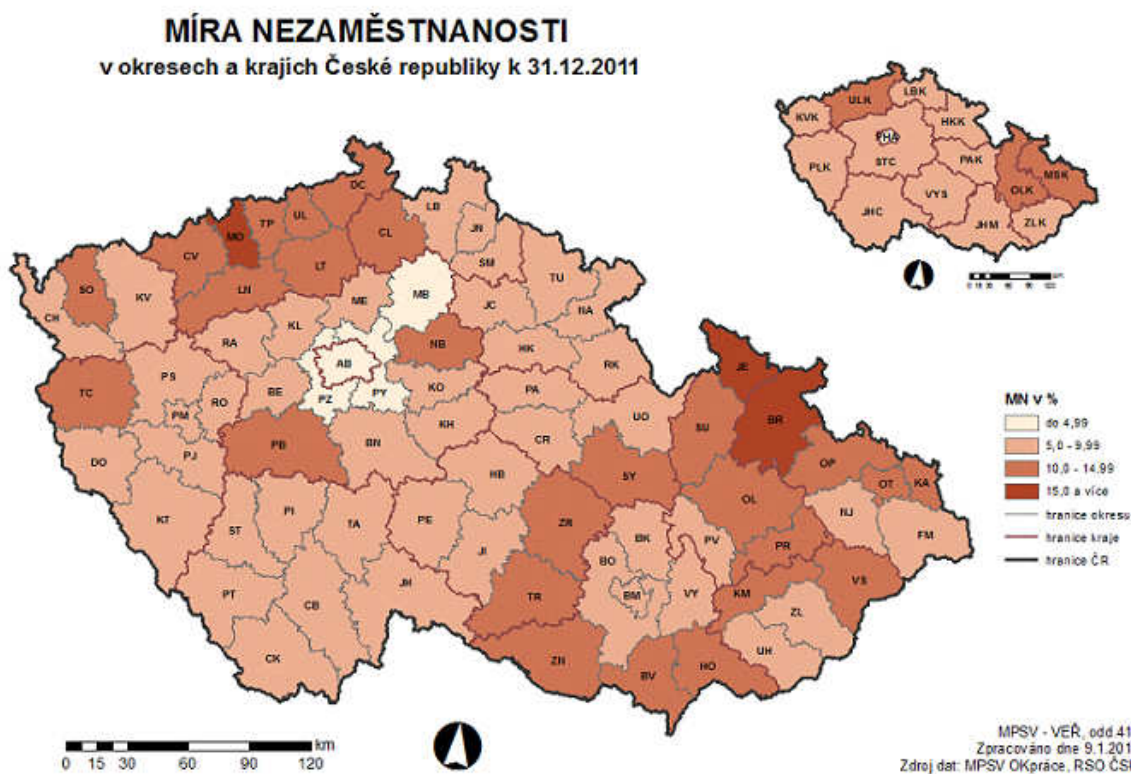 MÍRA NEZAMĚSTNANOSTI
v okresech a krajích České republiky k 31.12.2011
ULK
LBK
KVK
HKK
PHA
STC
PAK
PLK
MSK
OLK
VYS
JHC
JHM
ZLK
DC
LB
TP
UL
JN
MO
CL
CV
LT
SM
TU
SO
KV
LN
MB
CH
ME
JC
NA
KL
RA
NB
HK
AB
RK
JE
TC
PS
BE
PZ
PY
KO
PA
RO
PM
UO
BR
SU
KH
CR
PB
BN
PJ
DO
OP
HB
SY
OT
KA
OL
KT
ST
PI
TA
PE
ZR
NJ
FM
JI
BK
PV
PR
BO
VS
PT
CB
JH
TR
BM
VY
KM
ZL
CK
ZN
BV
HO
UH
MN v %
do 4,99
5,0 - 9,99
10,0 - 14,99
15,0 a více
hranice okresu
hranice kraje
hranice ČR
km
0 15 30 60 90 120
MPSV - VEŘ, odd.41
Zpracováno dne 9.1.201
Zdroj dat: MPSV OKpráce, RSO ČSÚ